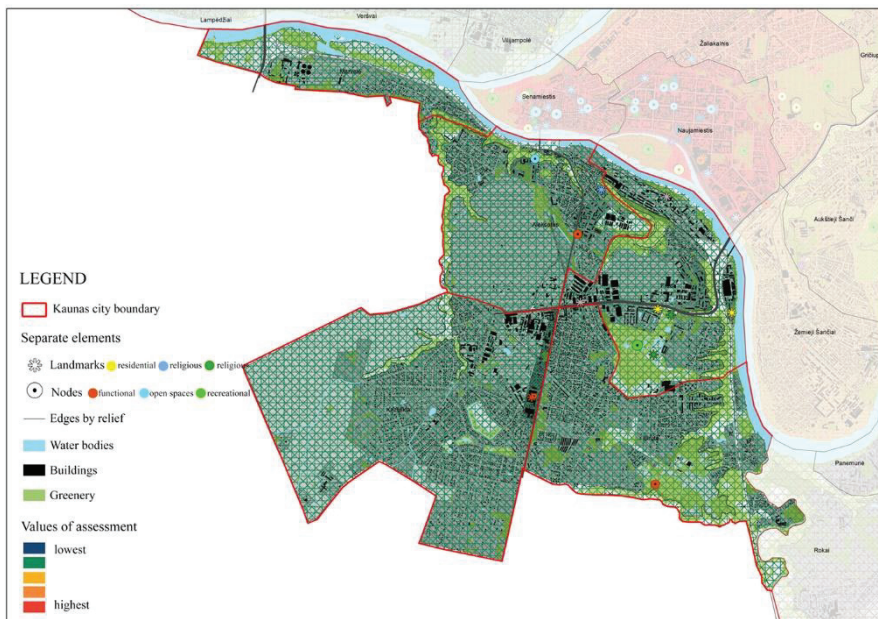 Lampėdžiai
Veršvai
Vilijampolė
Žaliakalnis
Senamiestis
Naujamiestis
Aukštieji Šančiai
Žemieji Šančiai
Panemunė
Rokai
LEGEND
Kaunas city boundary
Separate elements
Landmarks residential religious religious
Nodes functional open spaces recreational
Edges by relief
Water bodies
Buildings
Greenery
Values of assessment
lowest
highest